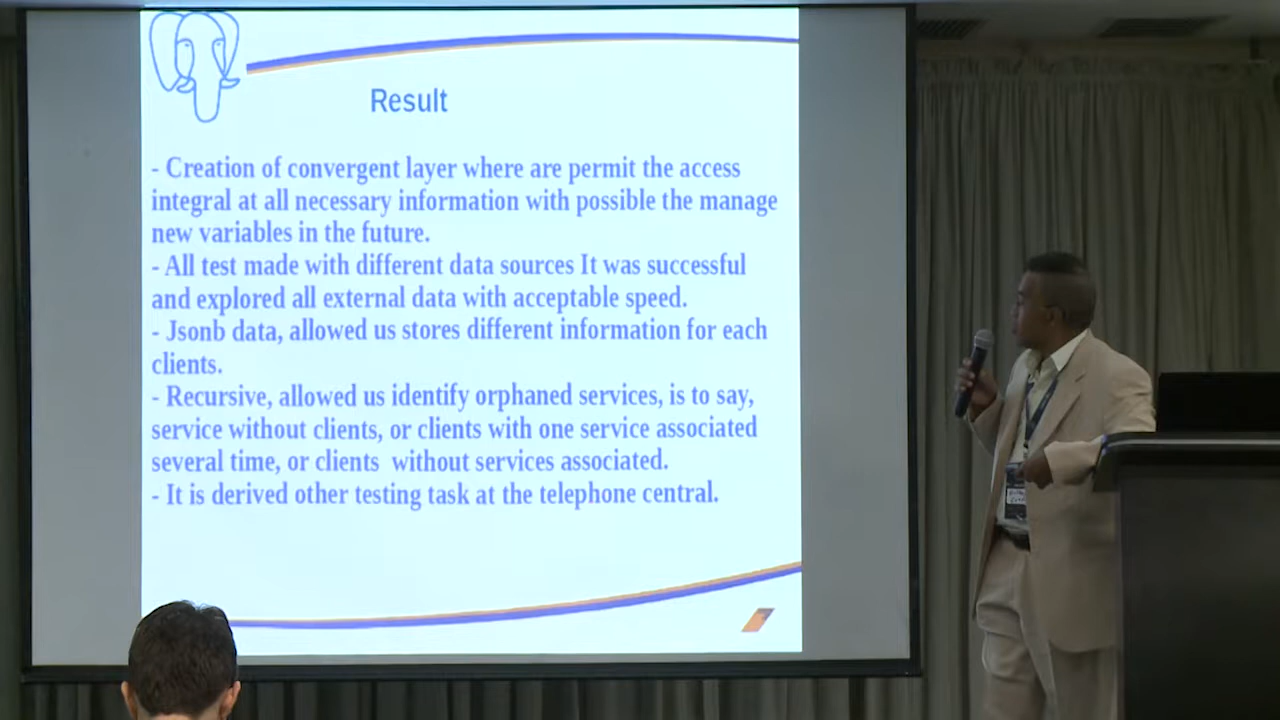 Result
- Creation of convergent layer where are permit the access
integral at all necessary information with possible the manage
new variables in the future.
- All test made with different data sources It was successful
and explored all external data with acceptable speed.
- Jsonb data, allowed us stores different information for each
clients.
- Recursive, allowed us identify orphaned services, is to say,
service without clients, or clients with one service associated
several time, or clients without services associated.
- It is derived other testing task at the telephone central.